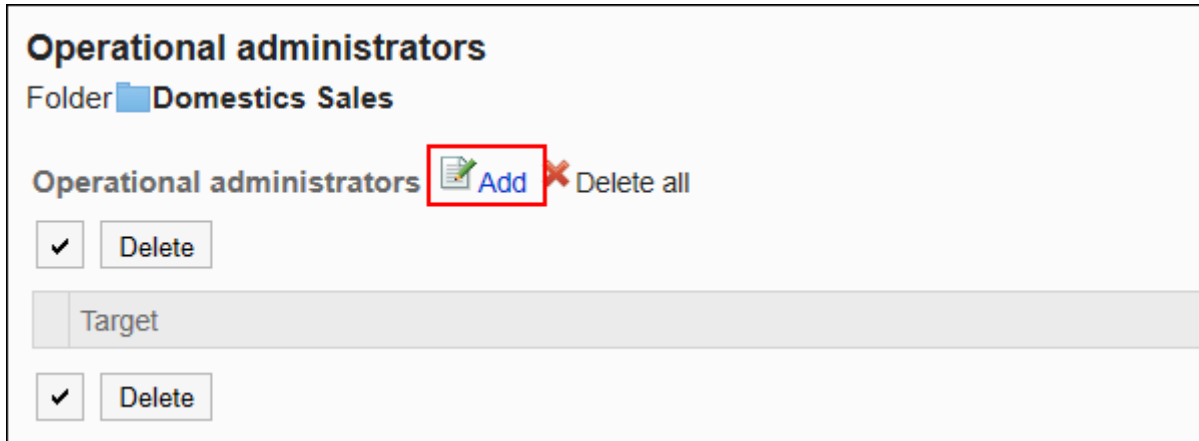 Operational administrators
Folder Domestics Sales
Operational administrators Add Delete all
Delete
Target
Delete